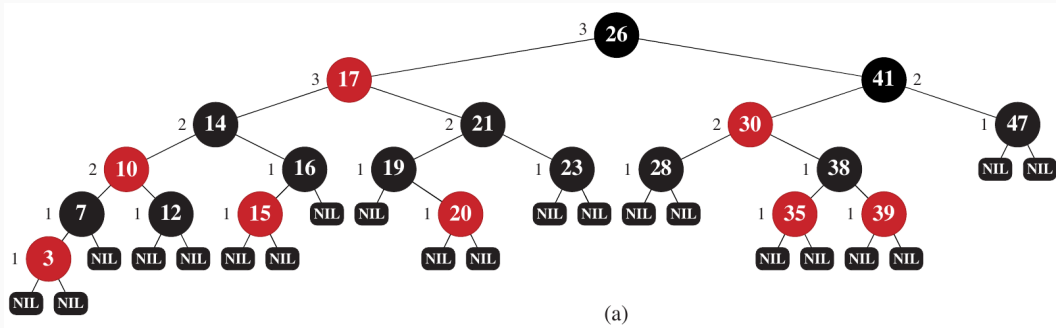 3 26
3 17 41 2
2 14 2 21 2 30 1 47
2 10 1 16 1 19 1 23 1 28 1 38 NIL NIL
1 7 1 12 1 15 NIL NIL 1 20 NIL NIL NIL NIL 1 35 1 39
1 3 NIL NIL NIL NIL NIL NIL NIL NIL NIL NIL NIL
NIL NIL (a)